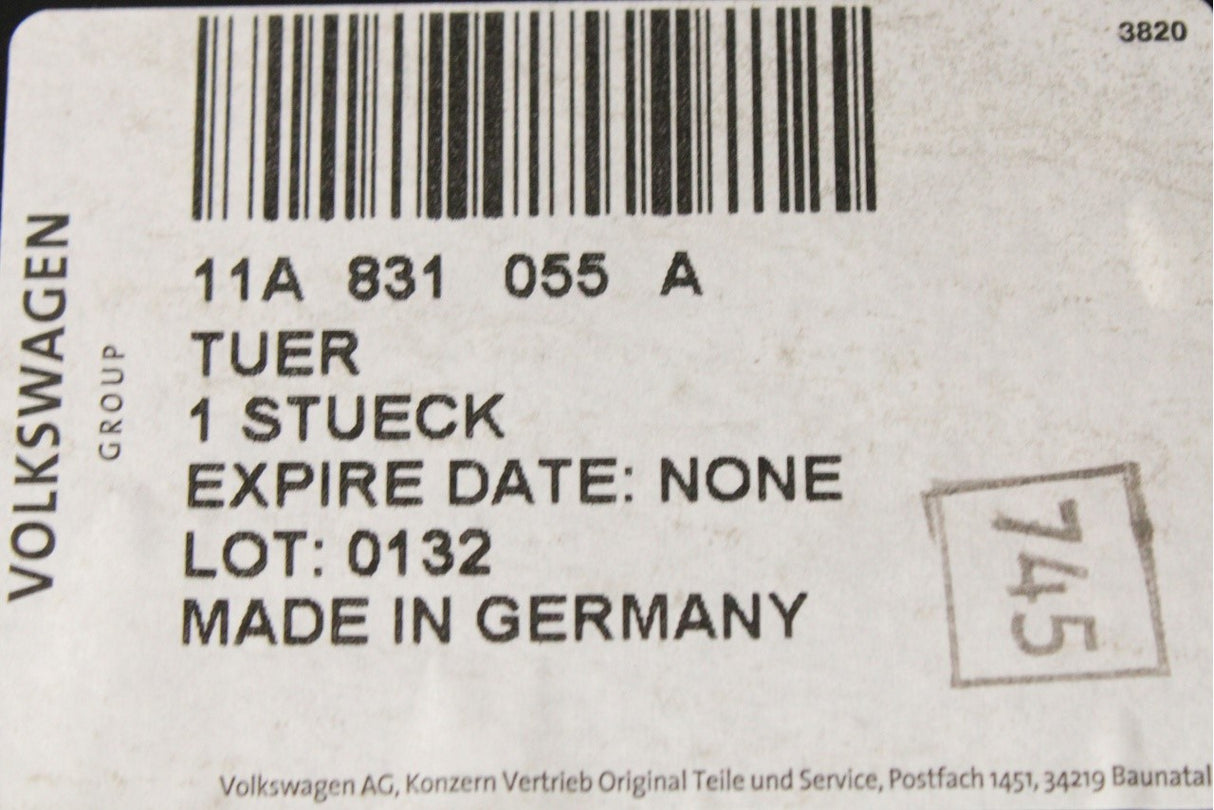 3820
VOLKSWAGEN
GROUP
11A 831 055 A
TUER
1 STUECK
EXPIRE DATE: NONE
LOT: 0132
MADE IN GERMANY
745
Volkswagen AG, Konzern Vertrieb Original Teile und Service, Postfach 1451, 34219 Baunatal